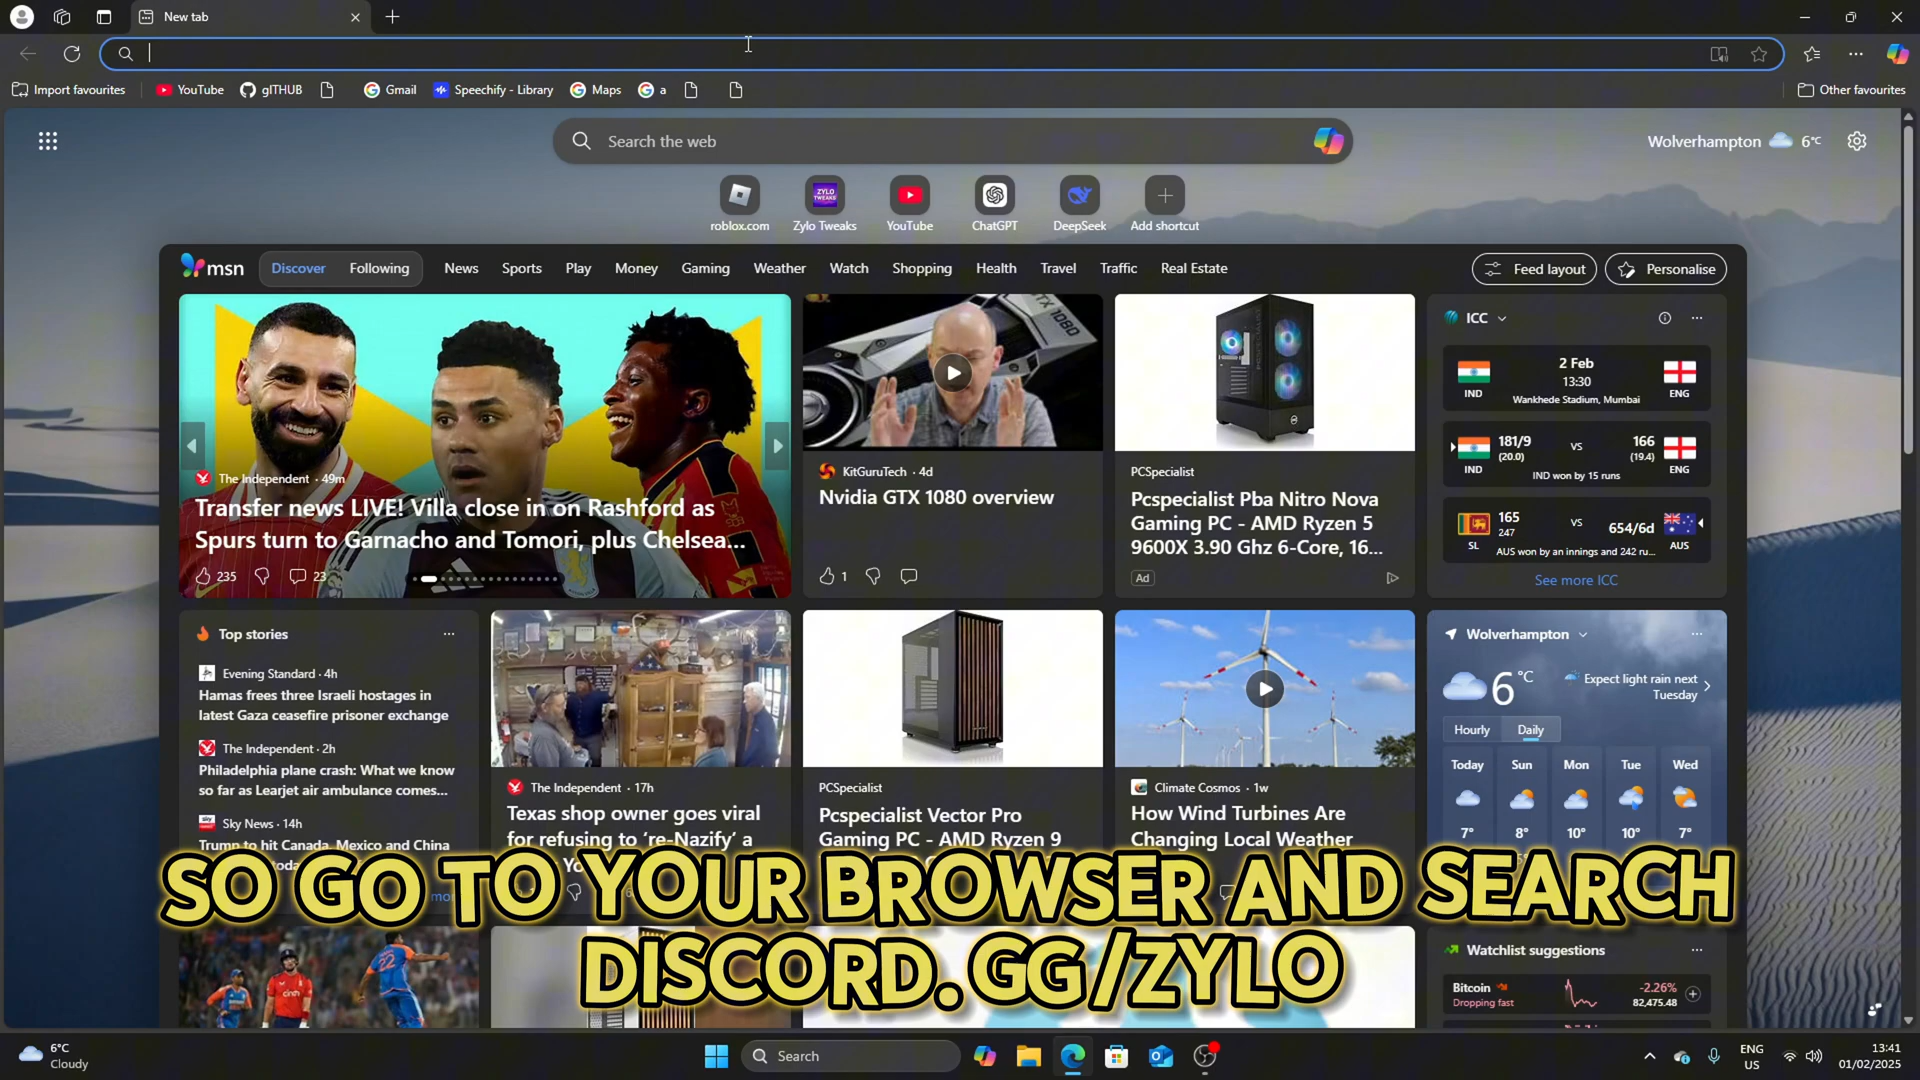 New tab
Import favourites
YouTube
gITHUB
Gmail
Speechify - Library
Maps
a
Other favourites
Search the web
Wolverhampton
6°C
roblox.com
ZYLO TWEAKS
Zylo Tweaks
YouTube
ChatGPT
DeepSeek
Add shortcut
msn
Discover
Following
News
Sports
Play
Money
Gaming
Weather
Watch
Shopping
Health
Travel
Traffic
Real Estate
Feed layout
Personalise
The Independent · 49m
Transfer news LIVE! Villa close in on Rashford as
Spurs turn to Garnacho and Tomori, plus Chelsea...
235
23
GTX 1080
KitGuruTech · 4d
Nvidia GTX 1080 overview
1
PCSpecialist
Pcspecialist Pba Nitro Nova
Gaming PC - AMD Ryzen 5
9600X 3.90 Ghz 6-Core, 16...
Ad
ICC
2 Feb
13:30
IND
Wankhede Stadium, Mumbai
ENG
181/9
(20.0)
VS
166
(19.4)
IND
IND won by 15 runs
ENG
165
247
VS
654/6d
SL
AUS won by an innings and 242 ru...
AUS
See more ICC
Top stories
Evening Standard · 4h
Hamas frees three Israeli hostages in
latest Gaza ceasefire prisoner exchange
The Independent · 2h
Philadelphia plane crash: What we know
so far as Learjet air ambulance comes...
Sky News · 14h
Trump to hit Canada, Mexico and China
The Independent · 17h
Texas shop owner goes viral
for refusing to 're-Nazify' a
PCSpecialist
Pcspecialist Vector Pro
Gaming PC - AMD Ryzen 9
Climate Cosmos · 1w
How Wind Turbines Are
Changing Local Weather
Wolverhampton
6°C
Expect light rain next
Tuesday
Hourly
Daily
Today
Sun
Mon
Tue
Wed
7°
8°
10°
10°
7°
SO GO TO YOUR BROWSER AND SEARCH
DISCORD. GG/ZYLO
Watchlist suggestions
Bitcoin
-2.26%
Dropping fast
82,475.48
6°C
Cloudy
Search
ENG
US
13:41
01/02/2025